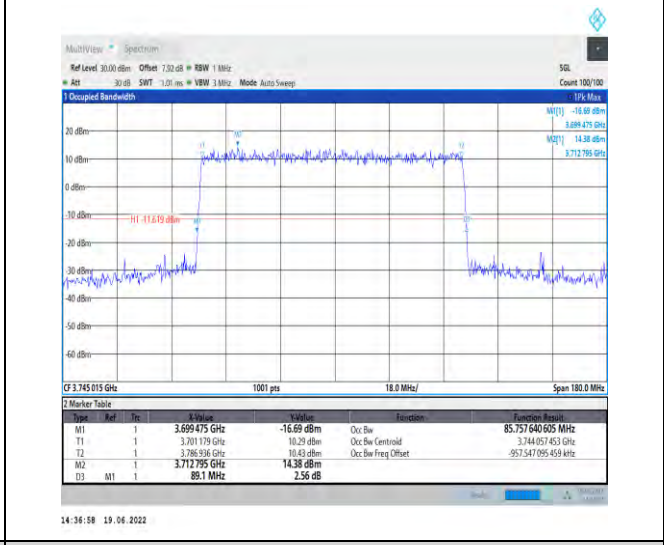 MultiView Spectrum
Ref Level 30.00 dBm Offset 7.92 dB RBW 1 MHz SGL
Att 30 dB SWT 1.01 ms VBW 3 MHz Mode Auto Sweep Count 100/100
1 Occupied Bandwidth 1Pk Max
M1[1] -16.69 dBm
3.699 475 GHz
M2[1] 14.38 dBm
3.712 795 GHz
20 dBm
M2
T1 T2
10 dBm
0 dBm
-10 dBm
H1 -11.619 dBm
M1
-20 dBm
-30 dBm
-40 dBm
-50 dBm
-60 dBm
CF 3.745 015 GHz 1001 pts 18.0 MHz/ Span 180.0 MHz
2 Marker Table
Type Ref Trc X-Value Y-Value Function Function Result
M1 1 3.699 475 GHz -16.69 dBm Occ Bw 85.757 640 605 MHz
T1 1 3.701 179 GHz 10.29 dBm Occ Bw Centroid 3.744 057 453 GHz
T2 1 3.786 936 GHz 10.43 dBm Occ Bw Freq Offset -957.547 095 459 kHz
M2 1 3.712 795 GHz 14.38 dBm
D3 M1 1 89.1 MHz 2.56 dB
14:36:58 19.06.2022